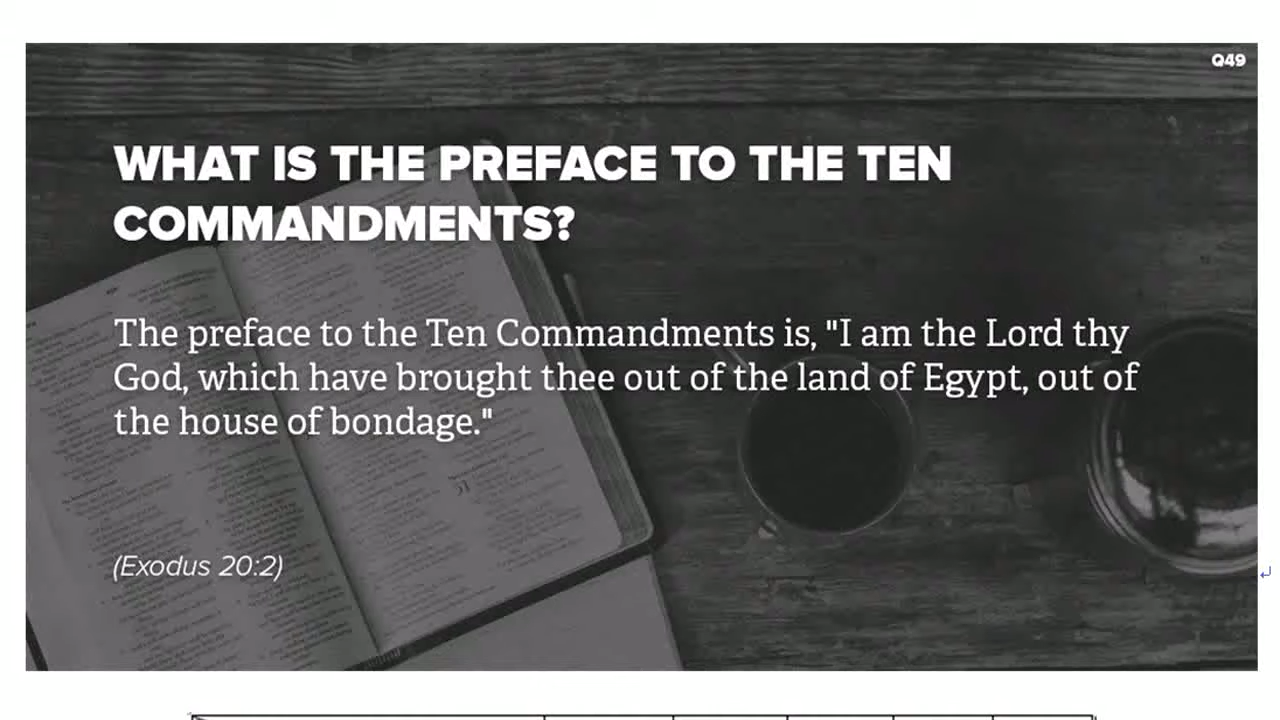 Q49
WHAT IS THE PREFACE TO THE TEN
COMMANDMENTS?
The preface to the Ten Commandments is, "I am the Lord thy
God, which have brought thee out of the land of Egypt, out of
the house of bondage."
(Exodus 20:2)